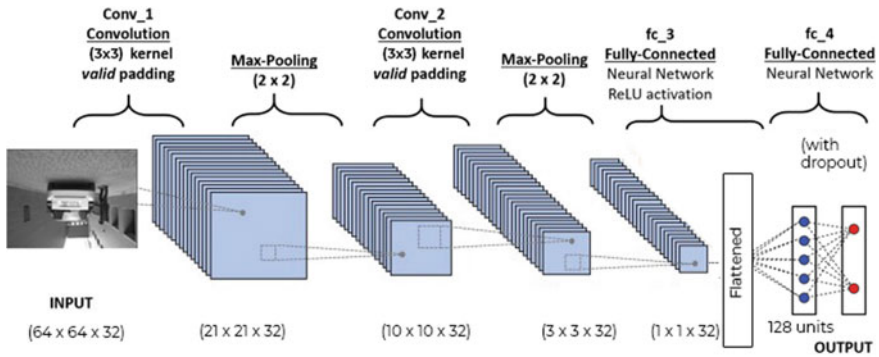 Conv_1
Convolution
(3x3) kernel
valid padding
Max-Pooling
(2 x 2)
Conv_2
Convolution
(3x3) kernel
valid padding
Max-Pooling
(2 x 2)
fc_3
Fully-Connected
Neural Network
ReLU activation
fc_4
Fully-Connected
Neural Network
(with
dropout)
Flattened
INPUT
(64 x 64 x 32)
(21 x 21 x 32)
(10 x 10 x 32)
(3 x 3 x 32)
(1 x 1 x 32)
128 units
OUTPUT